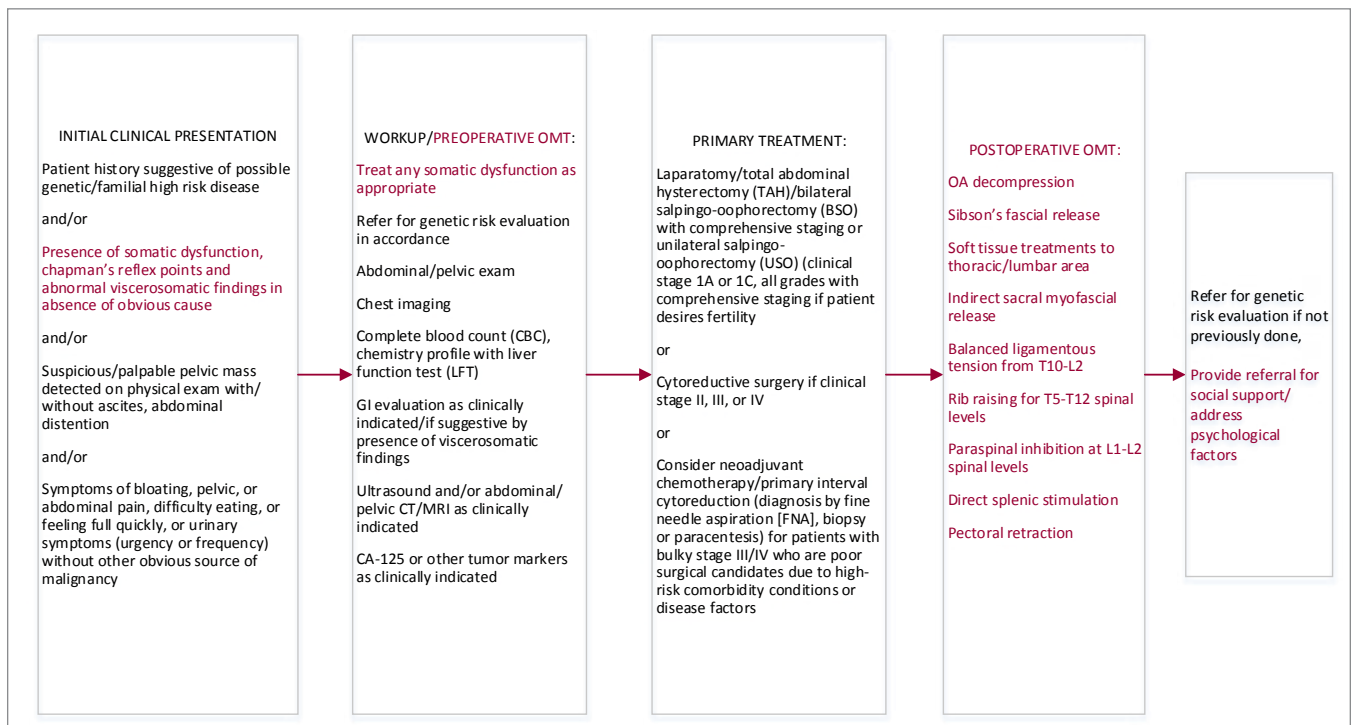 INITIAL CLINICAL PRESENTATION
Patient history suggestive of possible
genetic/familial high risk disease
and/or
Presence of somatic dysfunction,
chapman's reflex points and
abnormal viscerosomatic findings in
absence of obvious cause
and/or
Suspicious/palpable pelvic mass
detected on physical exam with/
without ascites, abdominal
distention
and/or
Symptoms of bloating, pelvic, or
abdominal pain, difficulty eating, or
feeling full quickly, or urinary
symptoms (urgency or frequency)
without other obvious source of
malignancy
WORKUP/PREOPERATIVE OMT:
Treat any somatic dysfunction as
appropriate
Refer for genetic risk evaluation
in accordance
Abdominal/pelvic exam
Chest imaging
Complete blood count (CBC),
chemistry profile with liver
function test (LFT)
GI evaluation as clinically
indicated/if suggestive by
presence of viscerosomatic
findings
Ultrasound and/or abdominal/
pelvic CT/MRI as clinically
indicated
CA-125 or other tumor markers
as clinically indicated
PRIMARY TREATMENT:
Laparatomy/total abdominal
hysterectomy (TAH)/bilateral
salpingo-oophorectomy (BSO)
with comprehensive staging or
unilateral salpingo-
oophorectomy (USO) (clinical
stage 1A or 1C, all grades with
comprehensive staging if patient
desires fertility
or
Cytoreductive surgery if clinical
stage II, III, or IV
or
Consider neoadjuvant
chemotherapy/primary interval
cytoreduction (diagnosis by fine
needle aspiration [FNA], biopsy
or paracentesis) for patients with
bulky stage III/IV who are poor
surgical candidates due to high-
risk comorbidity conditions or
disease factors
POSTOPERATIVE OMT:
OA decompression
Sibson's fascial release
Soft tissue treatments to
thoracic/lumbar area
Indirect sacral myofascial
release
Balanced ligamentous
tension from T10-L2
Rib raising for T5-T12 spinal
levels
Paraspinal inhibition at L1-L2
spinal levels
Direct splenic stimulation
Pectoral retraction
Refer for genetic
risk evaluation if not
previously done,
Provide referral for
social support/
address
psychological
factors